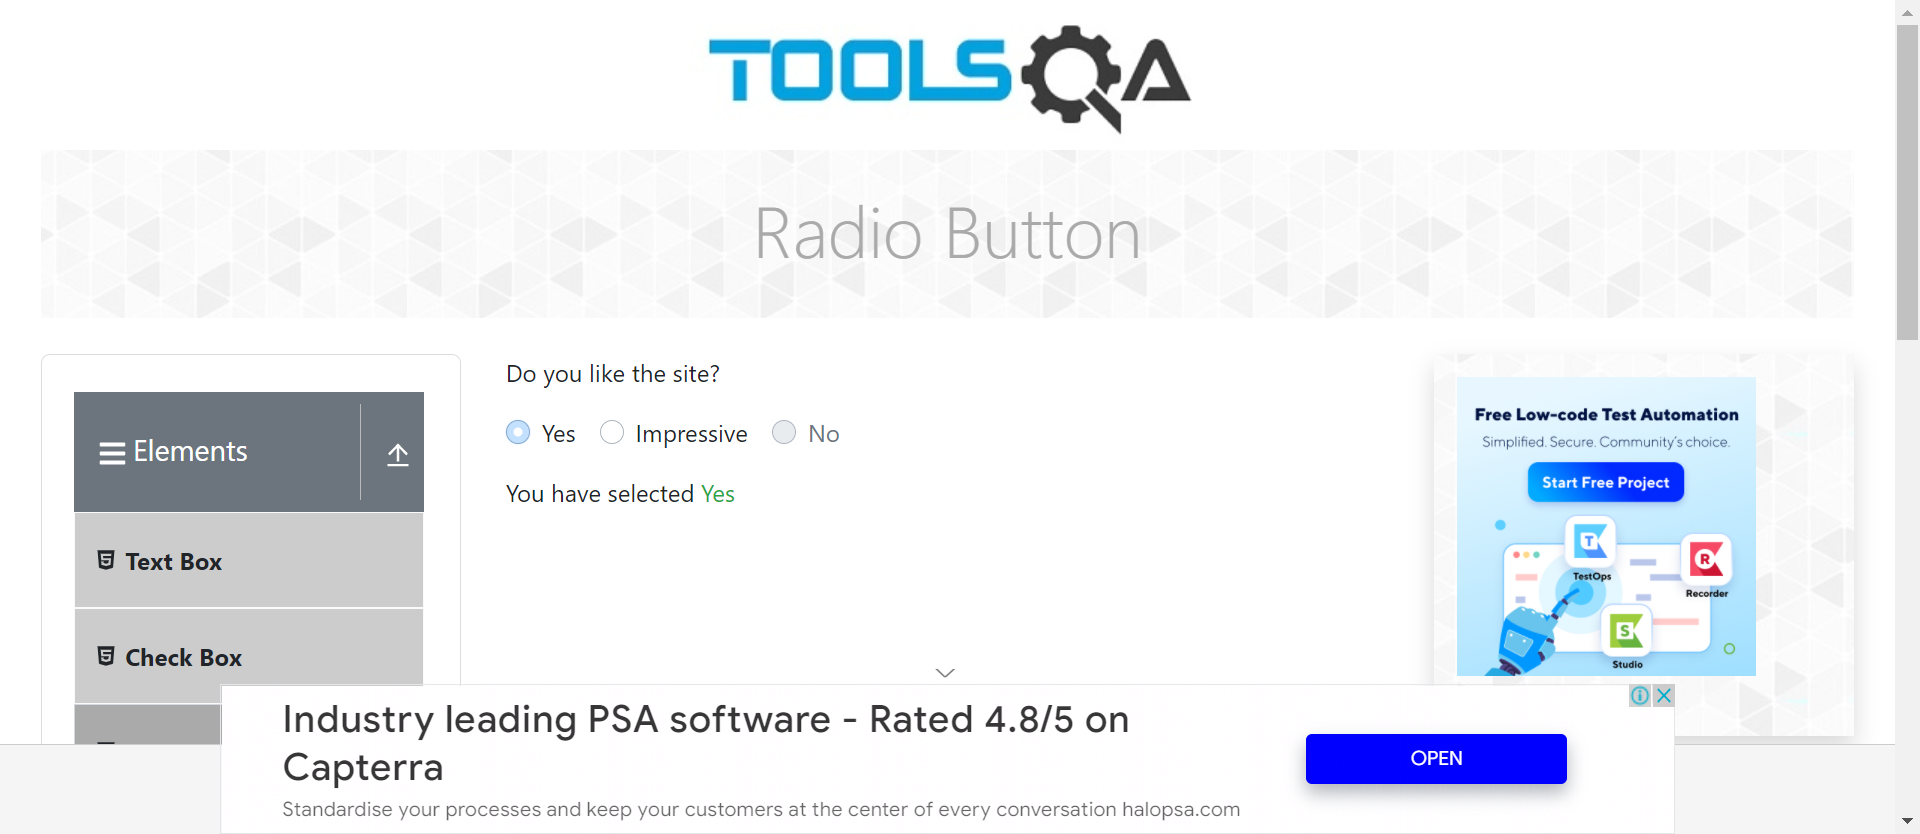 TOOLSQA
Radio Button
Elements
Text Box
Check Box
Do you like the site?
Yes Impressive No
You have selected Yes
Free Low-code Test Automation
Simplified. Secure. Community's choice.
Start Free Project
TestOps
Recorder
Studio
Industry leading PSA software - Rated 4.8/5 on
Capterra
Standardise your processes and keep your customers at the center of every conversation halopsa.com
OPEN